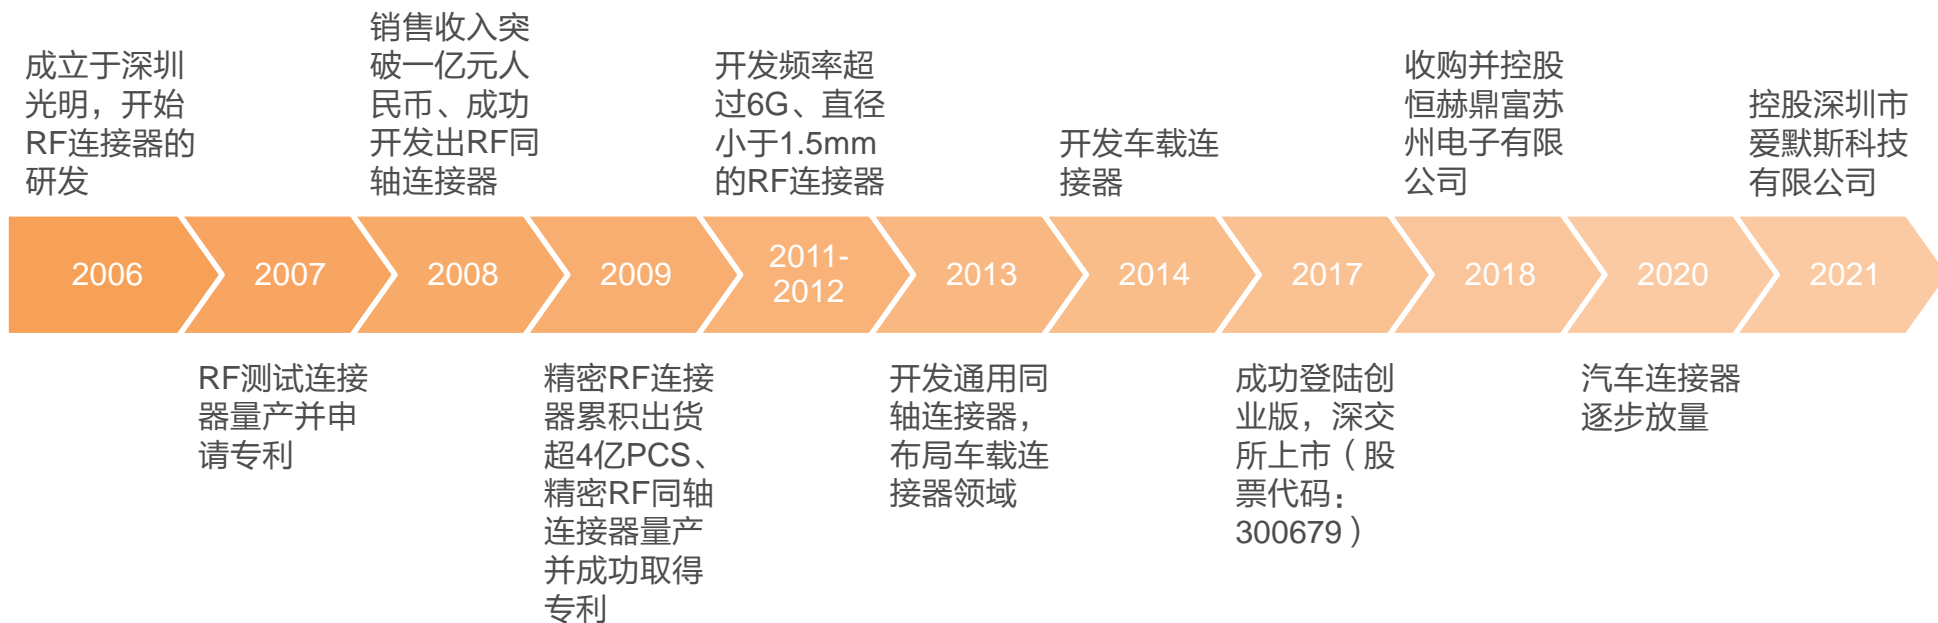 成立于深圳
光明，开始
RF连接器的
研发
销售收入突
破一亿元人
民币、成功
开发出RF同
轴连接器
开发频率超
过6G、直径
小于1.5mm
的RF连接器
开发车载连
接器
收购并控股
恒赫鼎富苏
州电子有限
公司
控股深圳市
爱默斯科技
有限公司
2006
2007
2008
2009
2011-
2012
2013
2014
2017
2018
2020
2021
RF测试连接
器量产并申
请专利
精密RF连接
器累积出货
超4亿PCS、
精密RF同轴
连接器量产
并成功取得
专利
开发通用同
轴连接器，
布局车载连
接器领域
成功登陆创
业版，深交
所上市（股
票代码：
300679）
汽车连接器
逐步放量